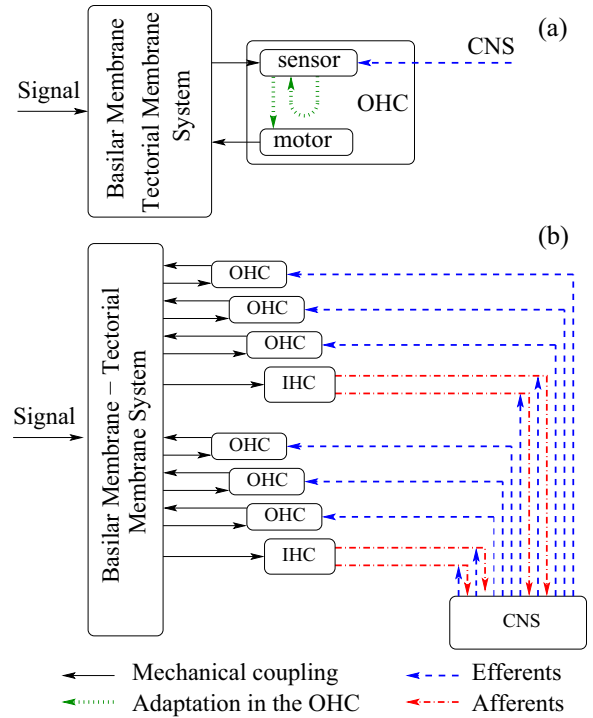 (a)
CNS
sensor
Signal
Basilar Membrane
Tectorial Membrane
System
OHC
motor
(b)
OHC
OHC
OHC
IHC
Signal
Basilar Membrane – Tectorial
Membrane System
OHC
OHC
OHC
IHC
CNS
Mechanical coupling
Efferents
Adaptation in the OHC
Afferents